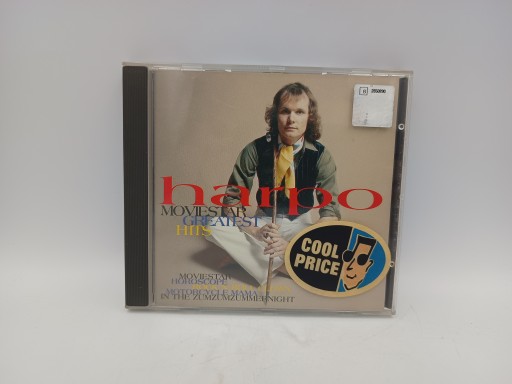 harpo
MOVIESTAR
GREATEST
HITS
COOL
PRICE
MOVIESTAR
HOROSCOPE
MOTORCYCLE MAMA
IN THE ZUMZUMZUMMERNIGHT